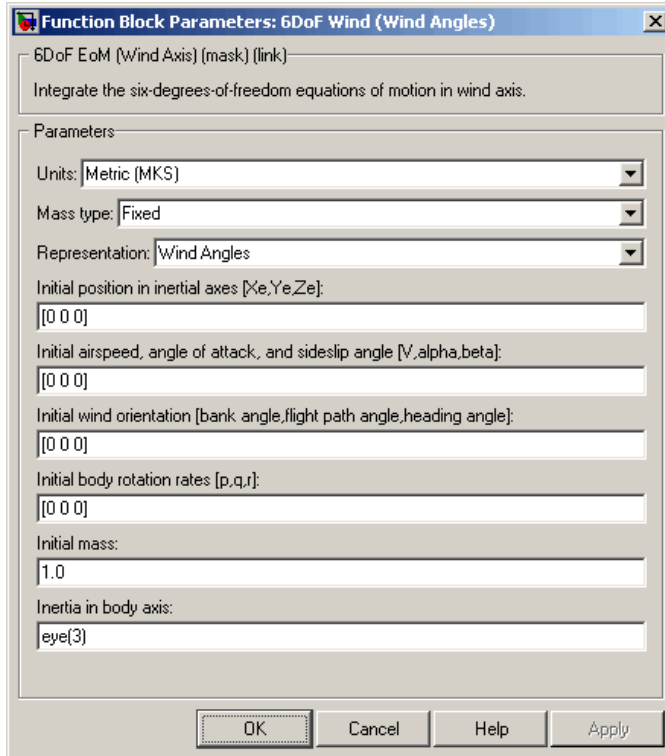 Function Block Parameters: 6DoF Wind (Wind Angles)
6DoF EoM (Wind Axis) (mask) (link)
Integrate the six-degrees-of-freedom equations of motion in wind axis.
Parameters
Units: Metric (MKS)
Mass type: Fixed
Representation: Wind Angles
Initial position in inertial axes [Xe,Ye,Ze]:
[0 0 0]
Initial airspeed, angle of attack, and sideslip angle [V,alpha,beta]:
[0 0 0]
Initial wind orientation [bank angle,flight path angle,heading angle]:
[0 0 0]
Initial body rotation rates [p,q,r]:
[0 0 0]
Initial mass:
1.0
Inertia in body axis:
eye(3)
OK Cancel Help Apply